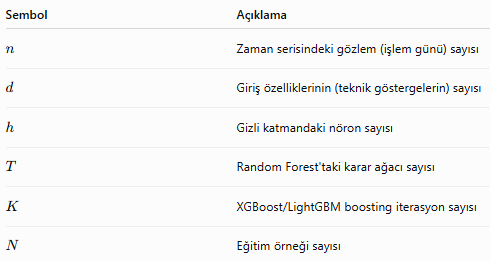 Sembol Açıklama
n Zaman serisindeki gözlem (işlem günü) sayısı
d Giriş özelliklerinin (teknik göstergelerin) sayısı
h Gizli katmandaki nöron sayısı
T Random Forest'taki karar ağacı sayısı
K XGBoost/LightGBM boosting iterasyon sayısı
N Eğitim örneği sayısı